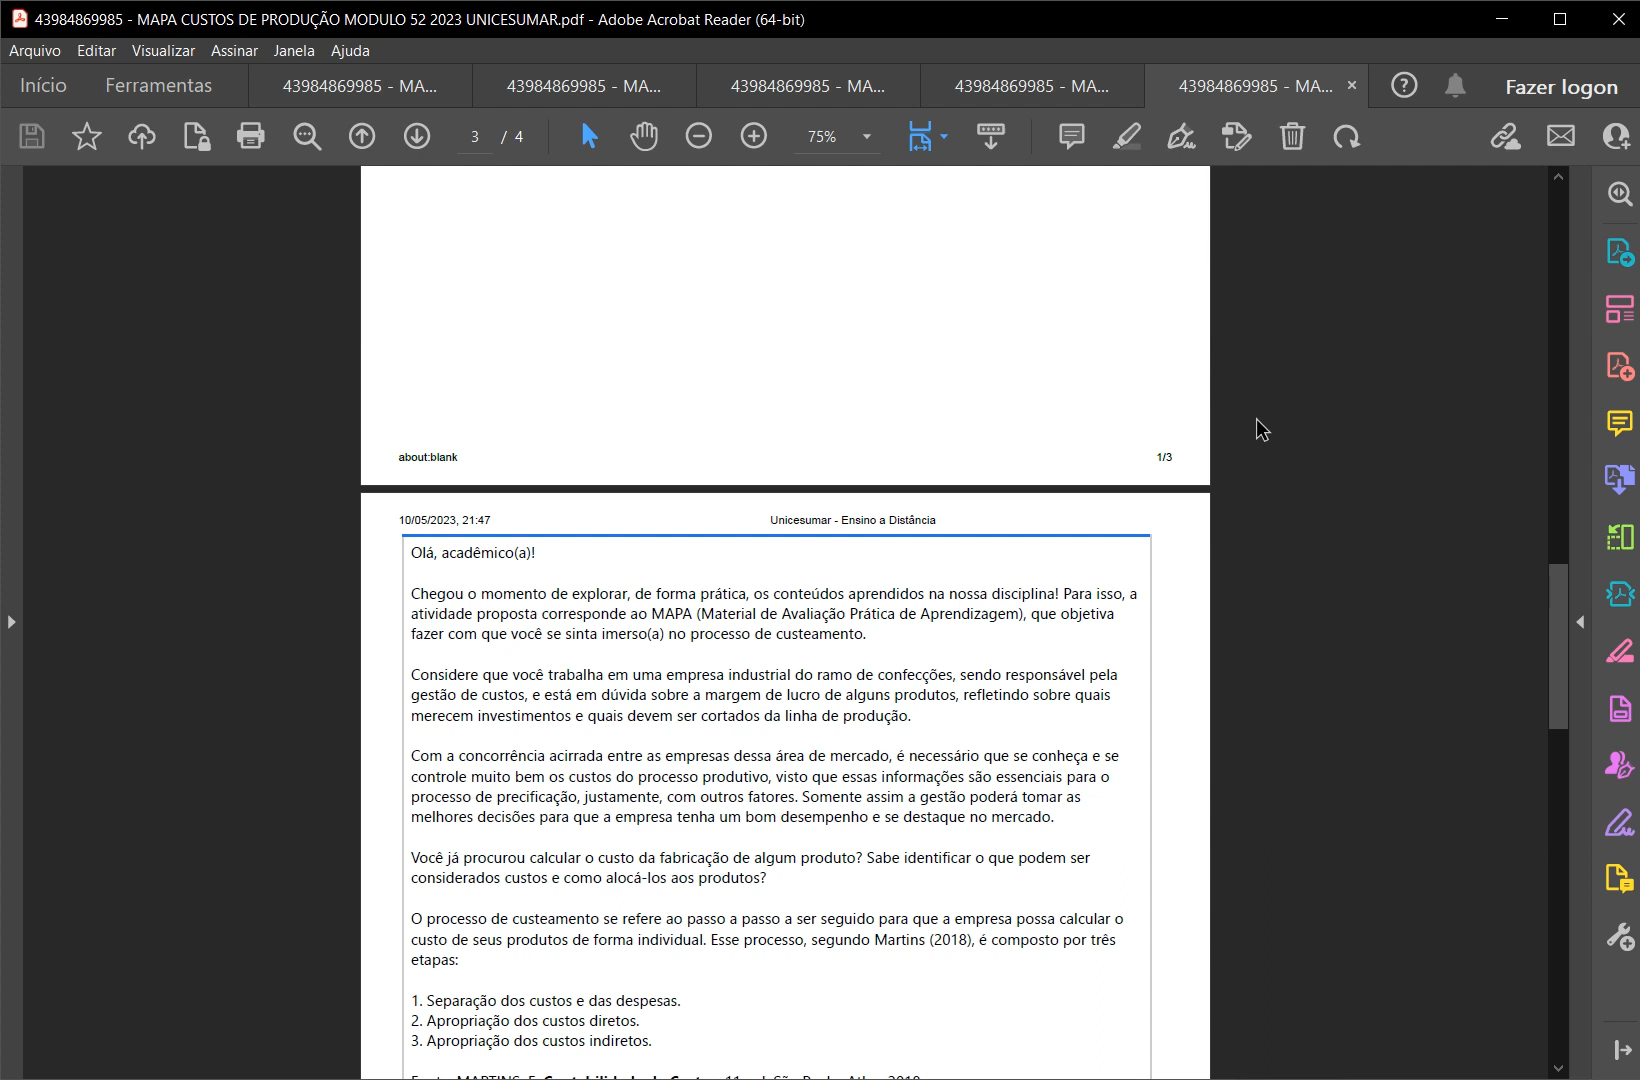 43984869985 - MAPA CUSTOS DE PRODUÇÃO MODULO 52 2023 UNICESUMAR.pdf - Adobe Acrobat Reader (64-bit)
Arquivo Editar Visualizar Assinar Janela Ajuda
Início Ferramentas 43984869985 - MA... 43984869985 - MA... 43984869985 - MA... 43984869985 - MA... 43984869985 - MA... Fazer logon
3 / 4 75%
about:blank 1/3
10/05/2023, 21:47 Unicesumar - Ensino a Distância
Olá, acadêmico(a)!
Chegou o momento de explorar, de forma prática, os conteúdos aprendidos na nossa disciplina! Para isso, a
atividade proposta corresponde ao MAPA (Material de Avaliação Prática de Aprendizagem), que objetiva
fazer com que você se sinta imerso(a) no processo de custeamento.
Considere que você trabalha em uma empresa industrial do ramo de confecções, sendo responsável pela
gestão de custos, e está em dúvida sobre a margem de lucro de alguns produtos, refletindo sobre quais
merecem investimentos e quais devem ser cortados da linha de produção.
Com a concorrência acirrada entre as empresas dessa área de mercado, é necessário que se conheça e se
controle muito bem os custos do processo produtivo, visto que essas informações são essenciais para o
processo de precificação, justamente, com outros fatores. Somente assim a gestão poderá tomar as
melhores decisões para que a empresa tenha um bom desempenho e se destaque no mercado.
Você já procurou calcular o custo da fabricação de algum produto? Sabe identificar o que podem ser
considerados custos e como alocá-los aos produtos?
O processo de custeamento se refere ao passo a passo a ser seguido para que a empresa possa calcular o
custo de seus produtos de forma individual. Esse processo, segundo Martins (2018), é composto por três
etapas:
1. Separação dos custos e das despesas.
2. Apropriação dos custos diretos.
3. Apropriação dos custos indiretos.